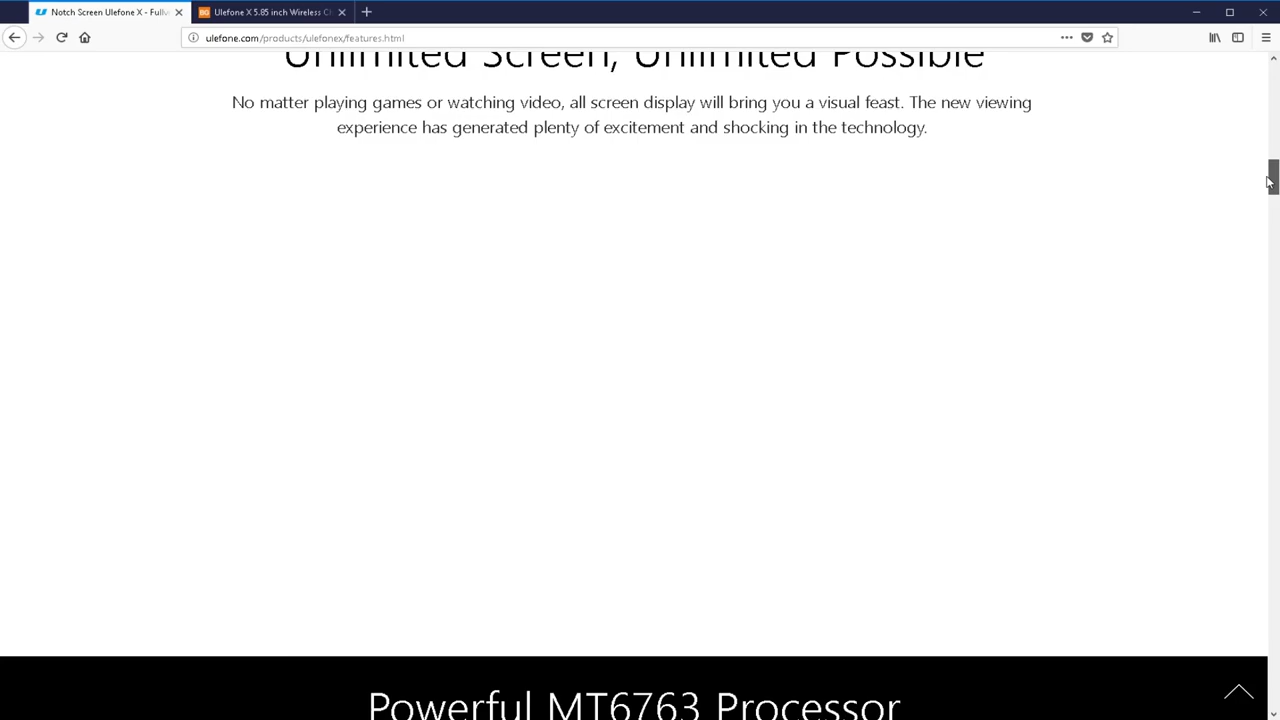 Notch Screen Ulefone X - Fullv
Ulefone X 5.85 inch Wireless Ch
ulefone.com/products/ulefonex/features.html
Unlimited Screen, Unlimited Possible
No matter playing games or watching video, all screen display will bring you a visual feast. The new viewing
experience has generated plenty of excitement and shocking in the technology.
Powerful MT6763 Processor